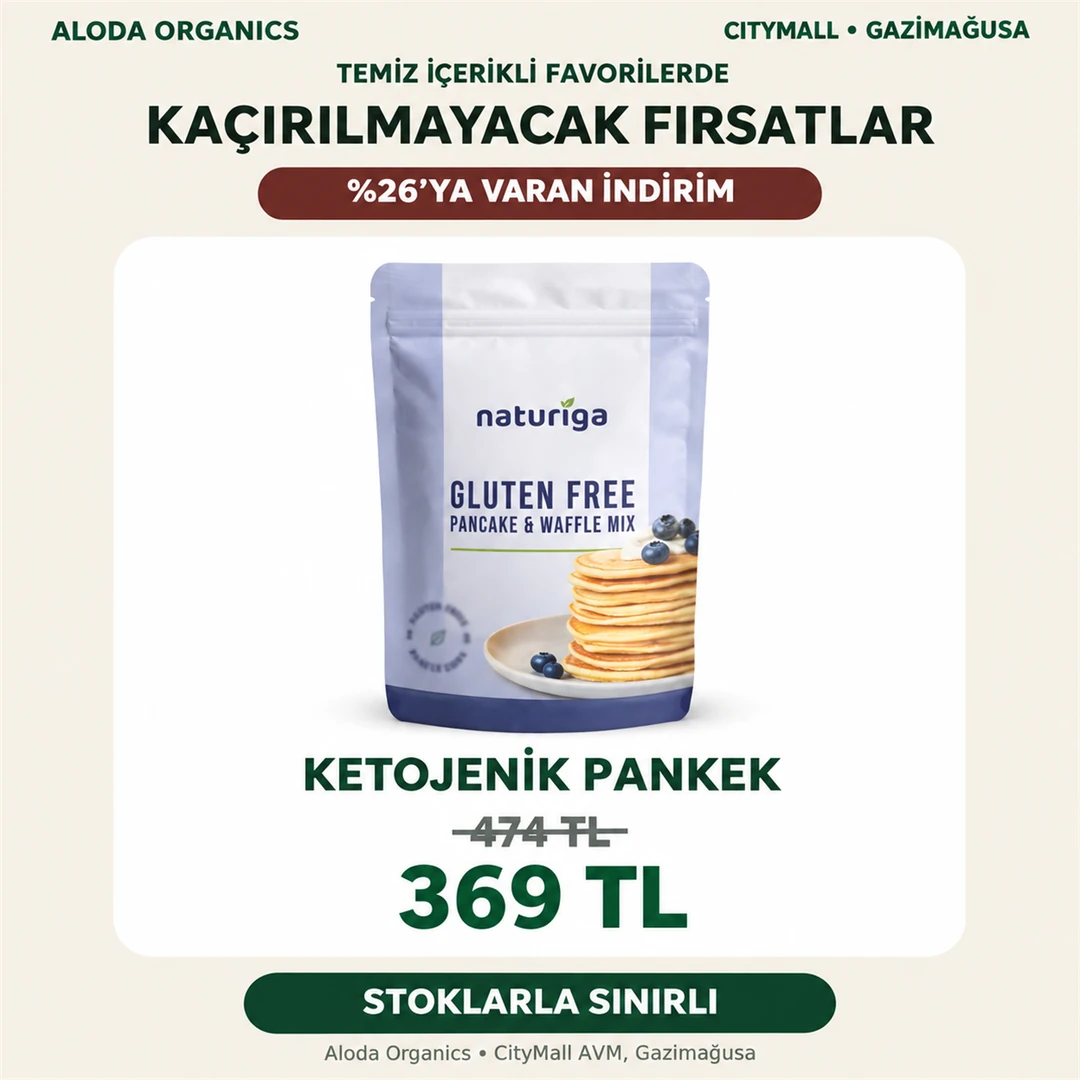 ALODA ORGANICS
CITYMALL • GAZİMAĞUSA
TEMİZ İÇERİKLİ FAVORİLERDE
KAÇIRILMAYACAK FIRSATLAR
%26'YA VARAN İNDİRİM
naturiga
GLUTEN FREE
PANCAKE & WAFFLE MIX
KETOJENİK PANKEK
474 TL
369 TL
STOKLARLA SINIRLI
Aloda Organics • CityMall AVM, Gazimağusa